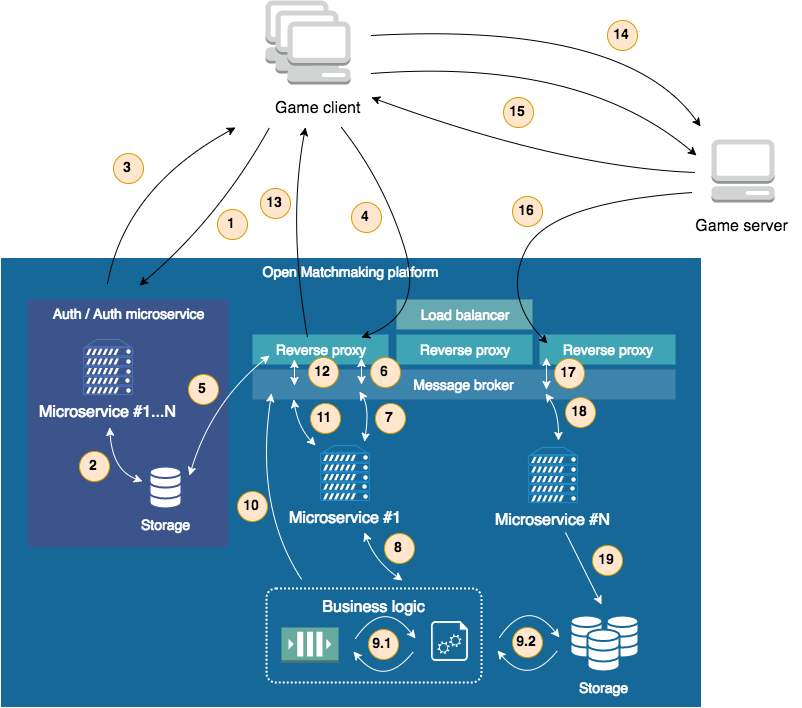 14
Game client
15
3
16
13
4
1
Game server
Open Matchmaking platform
Auth / Auth microservice
Load balancer
Reverse proxy
Reverse proxy
Reverse proxy
12
6
17
5
Message broker
Microservice #1...N
11
7
18
2
10
Storage
Microservice #1
Microservice #N
8
19
Business logic
9.1
9.2
Storage